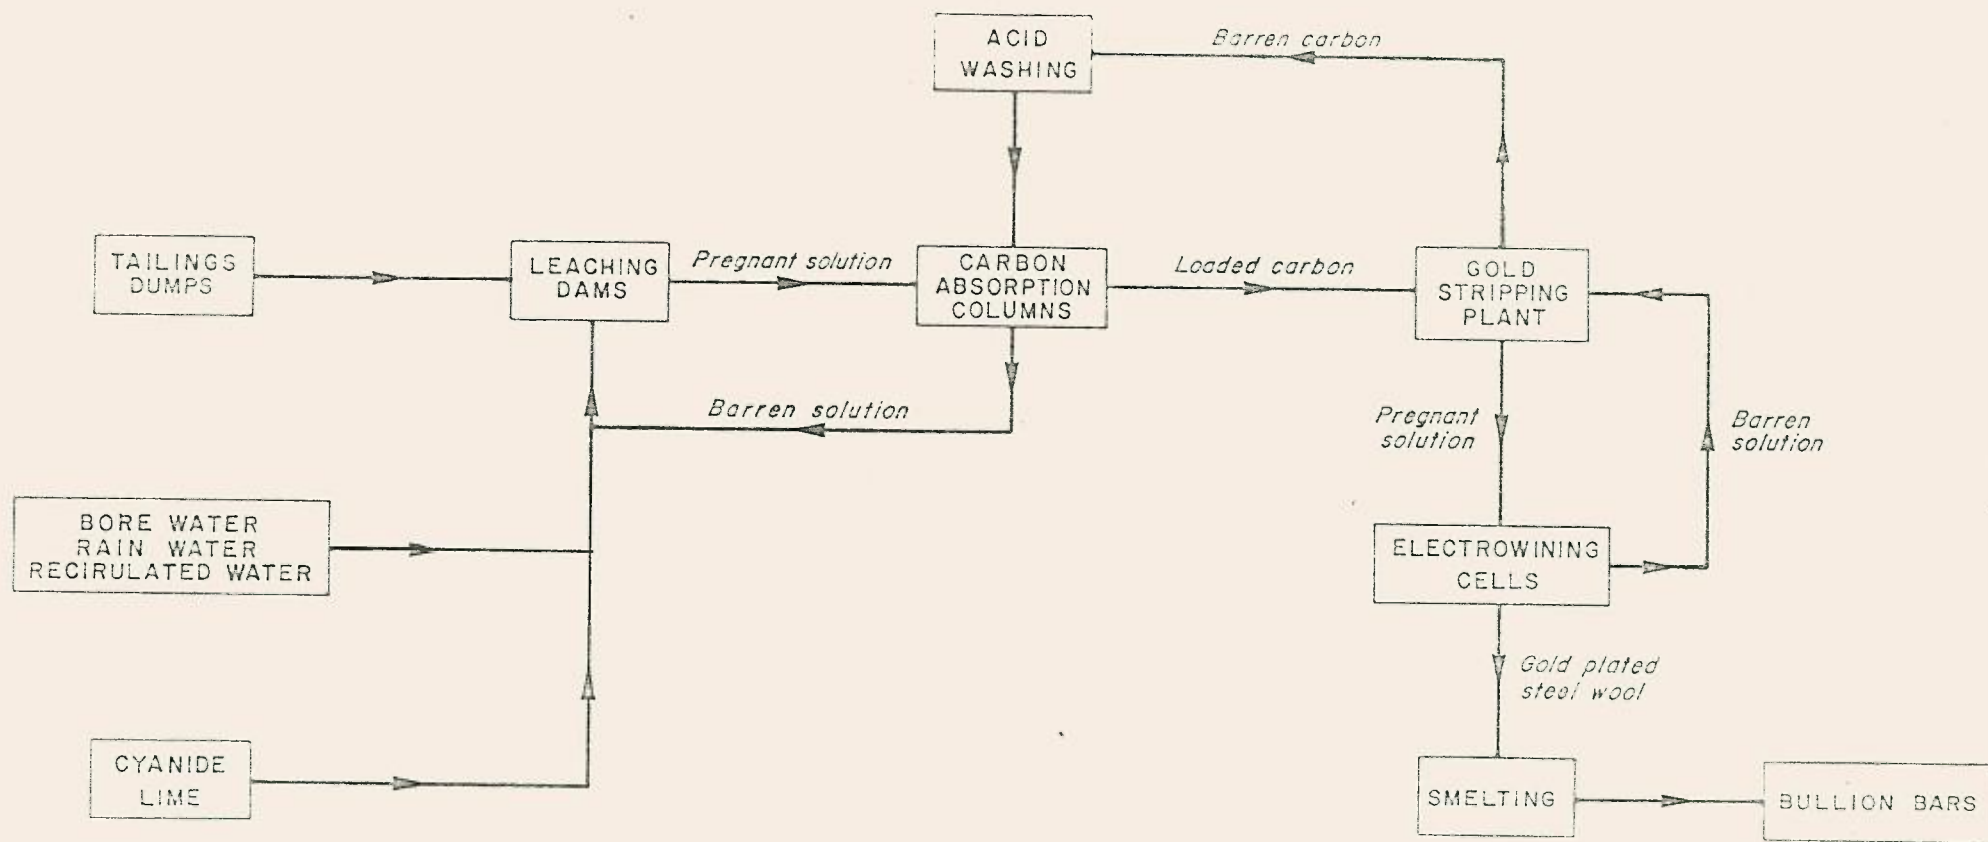 ACID
WASHING
Barren carbon
TAILINGS
DUMPS
LEACHING
DAMS
Pregnant solution
CARBON
ABSORPTION
COLUMNS
Loaded carbon
GOLD
STRIPPING
PLANT
Barren solution
Pregnant
solution
Barren
solution
BORE WATER
RAIN WATER
RECIRULATED WATER
ELECTROWINING
CELLS
Gold plated
steel wool
CYANIDE
LIME
SMELTING
BULLION BARS